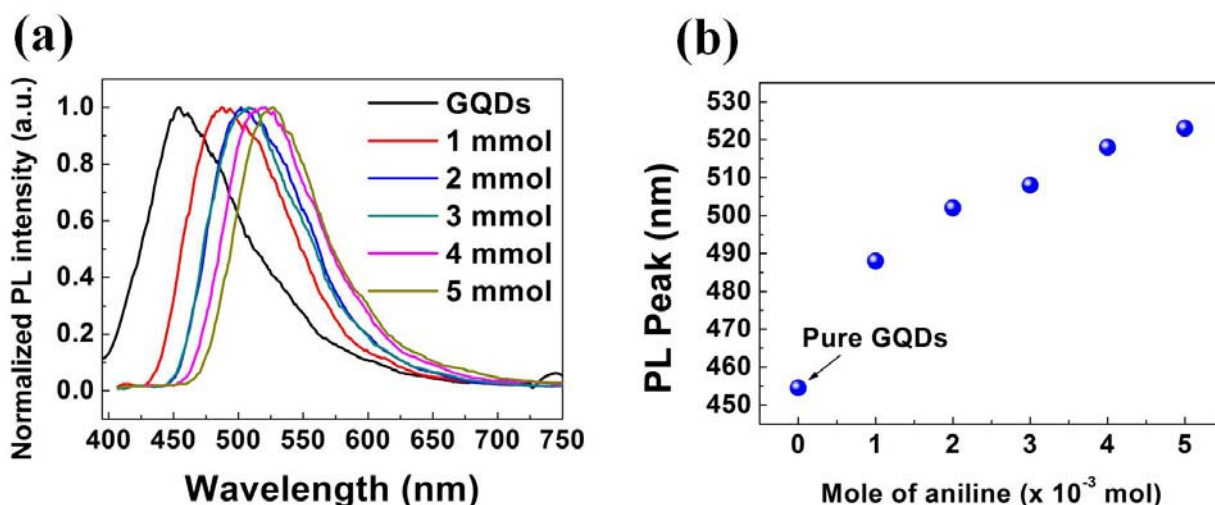 (a)
Normalized PL intensity (a.u.)
1.0
0.8
0.6
0.4
0.2
0.0
GQDs
1 mmol
2 mmol
3 mmol
4 mmol
5 mmol
400 450 500 550 600 650 700 750
Wavelength (nm)
(b)
PL Peak (nm)
530
520
510
500
490
480
470
460
450
Pure GQDs
0 1 2 3 4 5
Mole of aniline (x 10⁻³ mol)